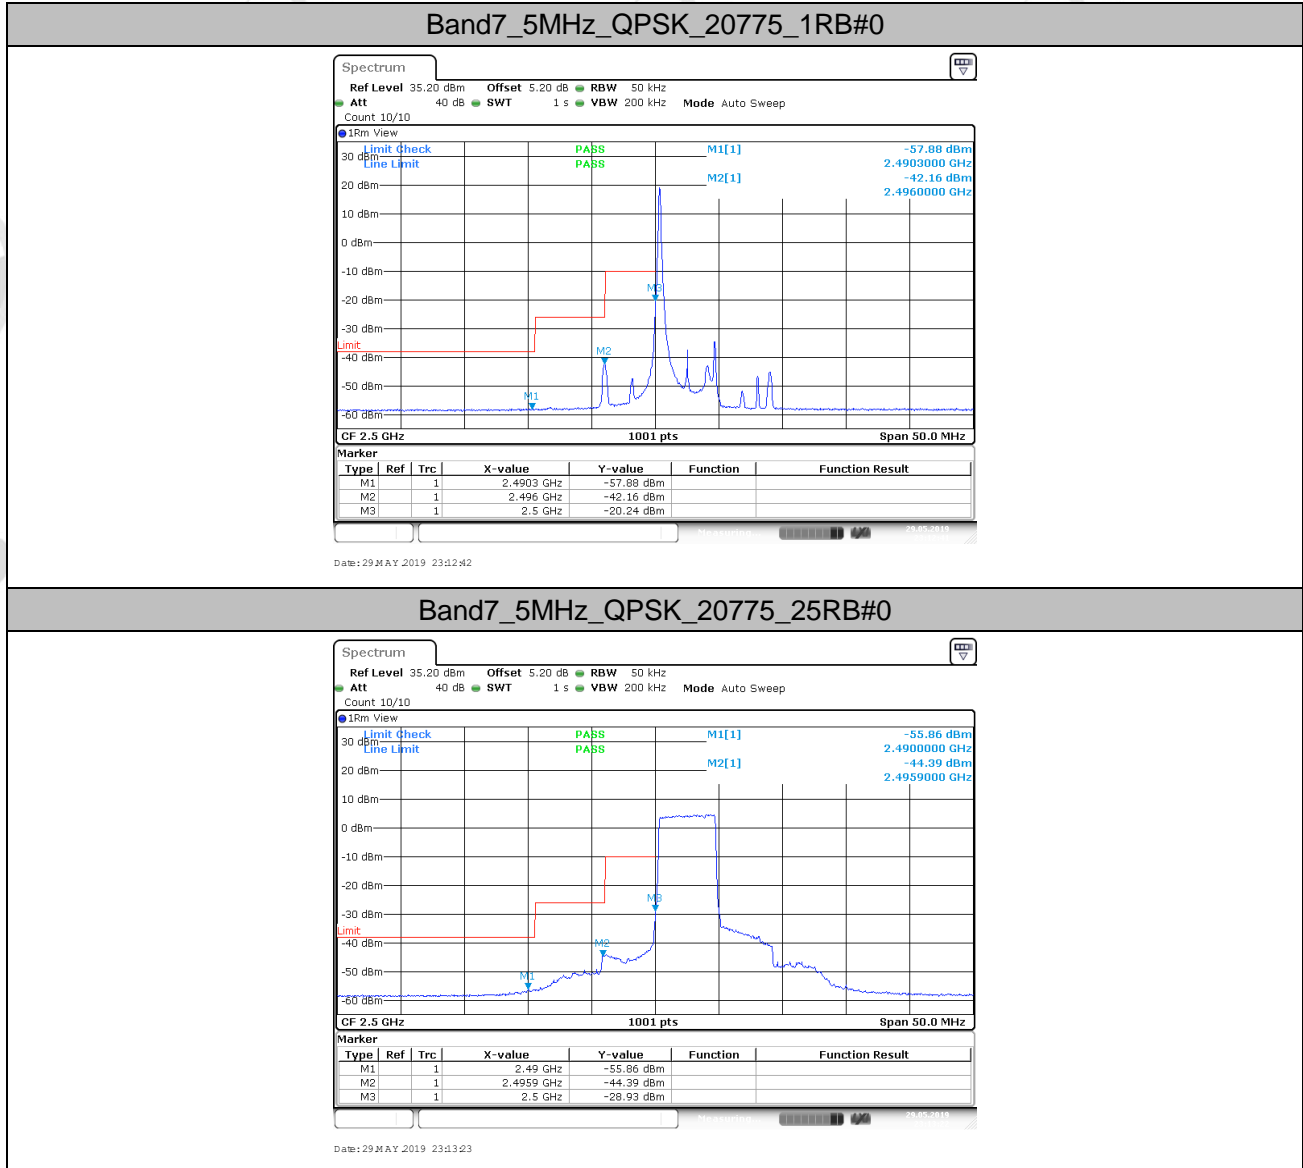 Band7_5MHz_QPSK_20775_1RB#0
Spectrum
Ref Level 35.20 dBm Offset 5.20 dB RBW 50 kHz
Att 40 dB SWT 1 s VBW 200 kHz Mode Auto Sweep
Count 10/10
1Rm View
Limit Check PASS M1[1] -57.88 dBm
30 dBm
Line Limit PASS 2.4903000 GHz
M2[1] -42.16 dBm
20 dBm
2.4960000 GHz
10 dBm
0 dBm
-10 dBm
M3
-20 dBm
-30 dBm
Limit
M2
-40 dBm
-50 dBm
M1
-60 dBm
CF 2.5 GHz 1001 pts Span 50.0 MHz
Marker
Type Ref Trc X-value Y-value Function Function Result
M1 1 2.4903 GHz -57.88 dBm
M2 1 2.496 GHz -42.16 dBm
M3 1 2.5 GHz -20.24 dBm
Measuring 29.05.2019
Date: 29.MAY.2019 23:12:42
Band7_5MHz_QPSK_20775_25RB#0
Spectrum
Ref Level 35.20 dBm Offset 5.20 dB RBW 50 kHz
Att 40 dB SWT 1 s VBW 200 kHz Mode Auto Sweep
Count 10/10
1Rm View
Limit Check PASS M1[1] -55.86 dBm
30 dBm
Line Limit PASS 2.4900000 GHz
M2[1] -44.39 dBm
20 dBm
2.4959000 GHz
10 dBm
0 dBm
-10 dBm
-20 dBm
M3
-30 dBm
Limit
-40 dBm
M2
-50 dBm
M1
-60 dBm
CF 2.5 GHz 1001 pts Span 50.0 MHz
Marker
Type Ref Trc X-value Y-value Function Function Result
M1 1 2.49 GHz -55.86 dBm
M2 1 2.4959 GHz -44.39 dBm
M3 1 2.5 GHz -28.93 dBm
Measuring 29.05.2019
Date: 29.MAY.2019 23:13:23